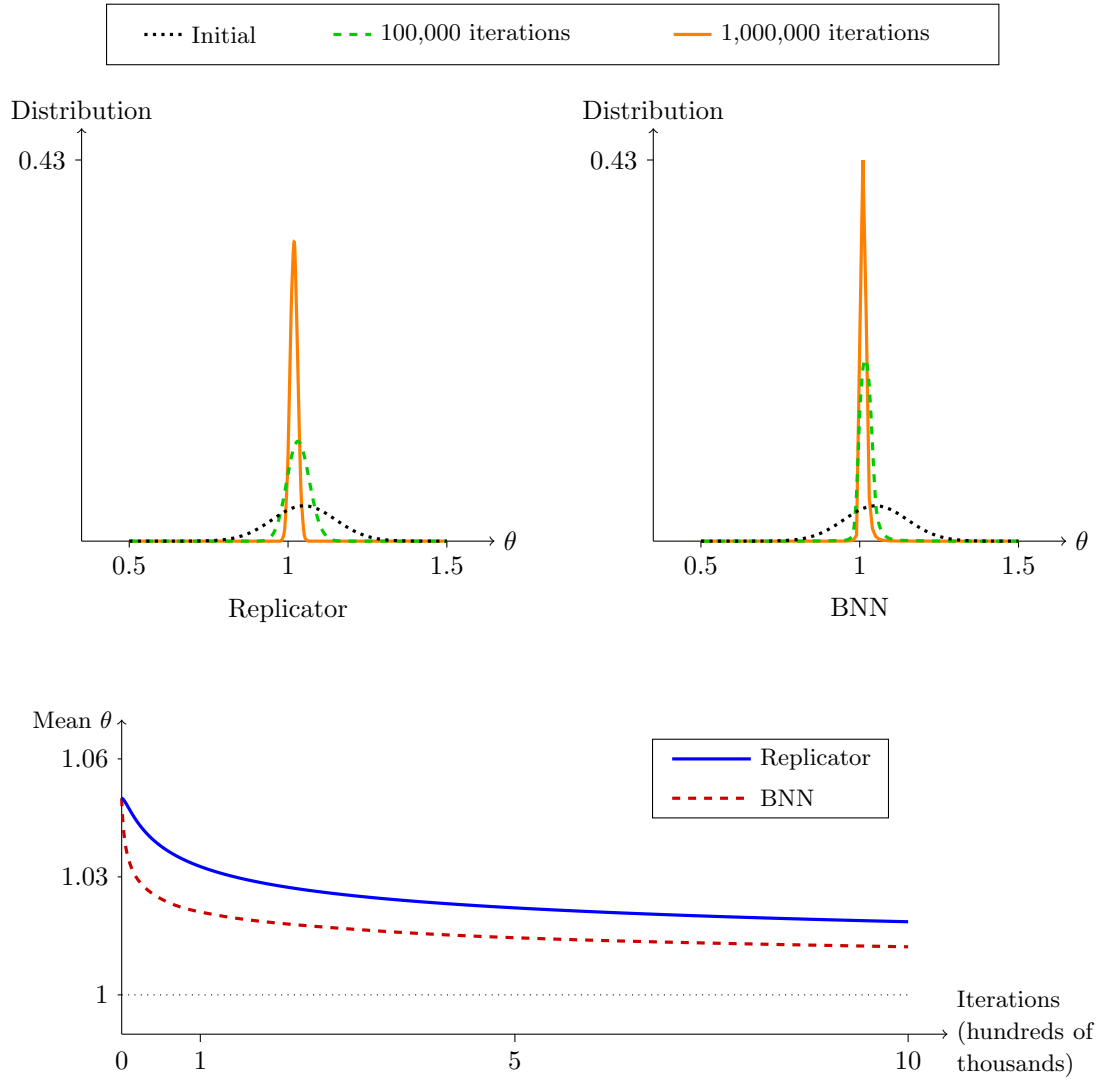 Initial 100,000 iterations 1,000,000 iterations
Distribution
0.43
θ
0.5 1 1.5
Replicator
Distribution
0.43
θ
0.5 1 1.5
BNN
Mean θ
1.06
1.03
1
Replicator
BNN
0 1 5 10
Iterations
(hundreds of
thousands)